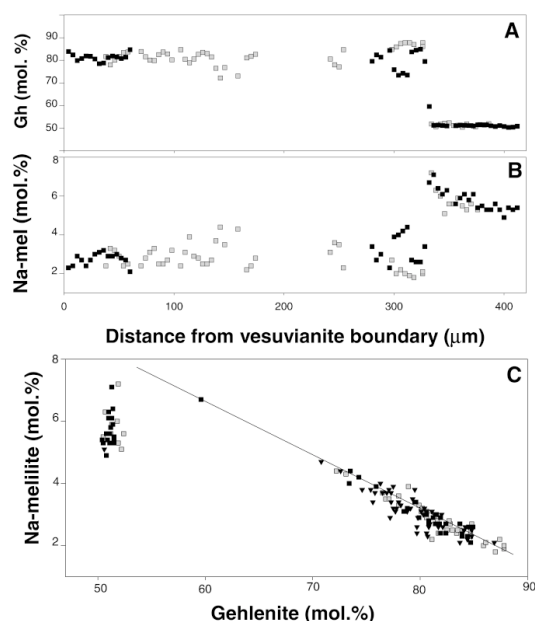 A
Gh (mol. %)
90
80
70
60
50
B
Na-mel (mol.%)
8
6
4
2
0
100
200
300
400
Distance from vesuvianite boundary (μm)
C
Na-melilite (mol.%)
8
6
4
2
50
60
70
80
90
Gehlenite (mol.%)